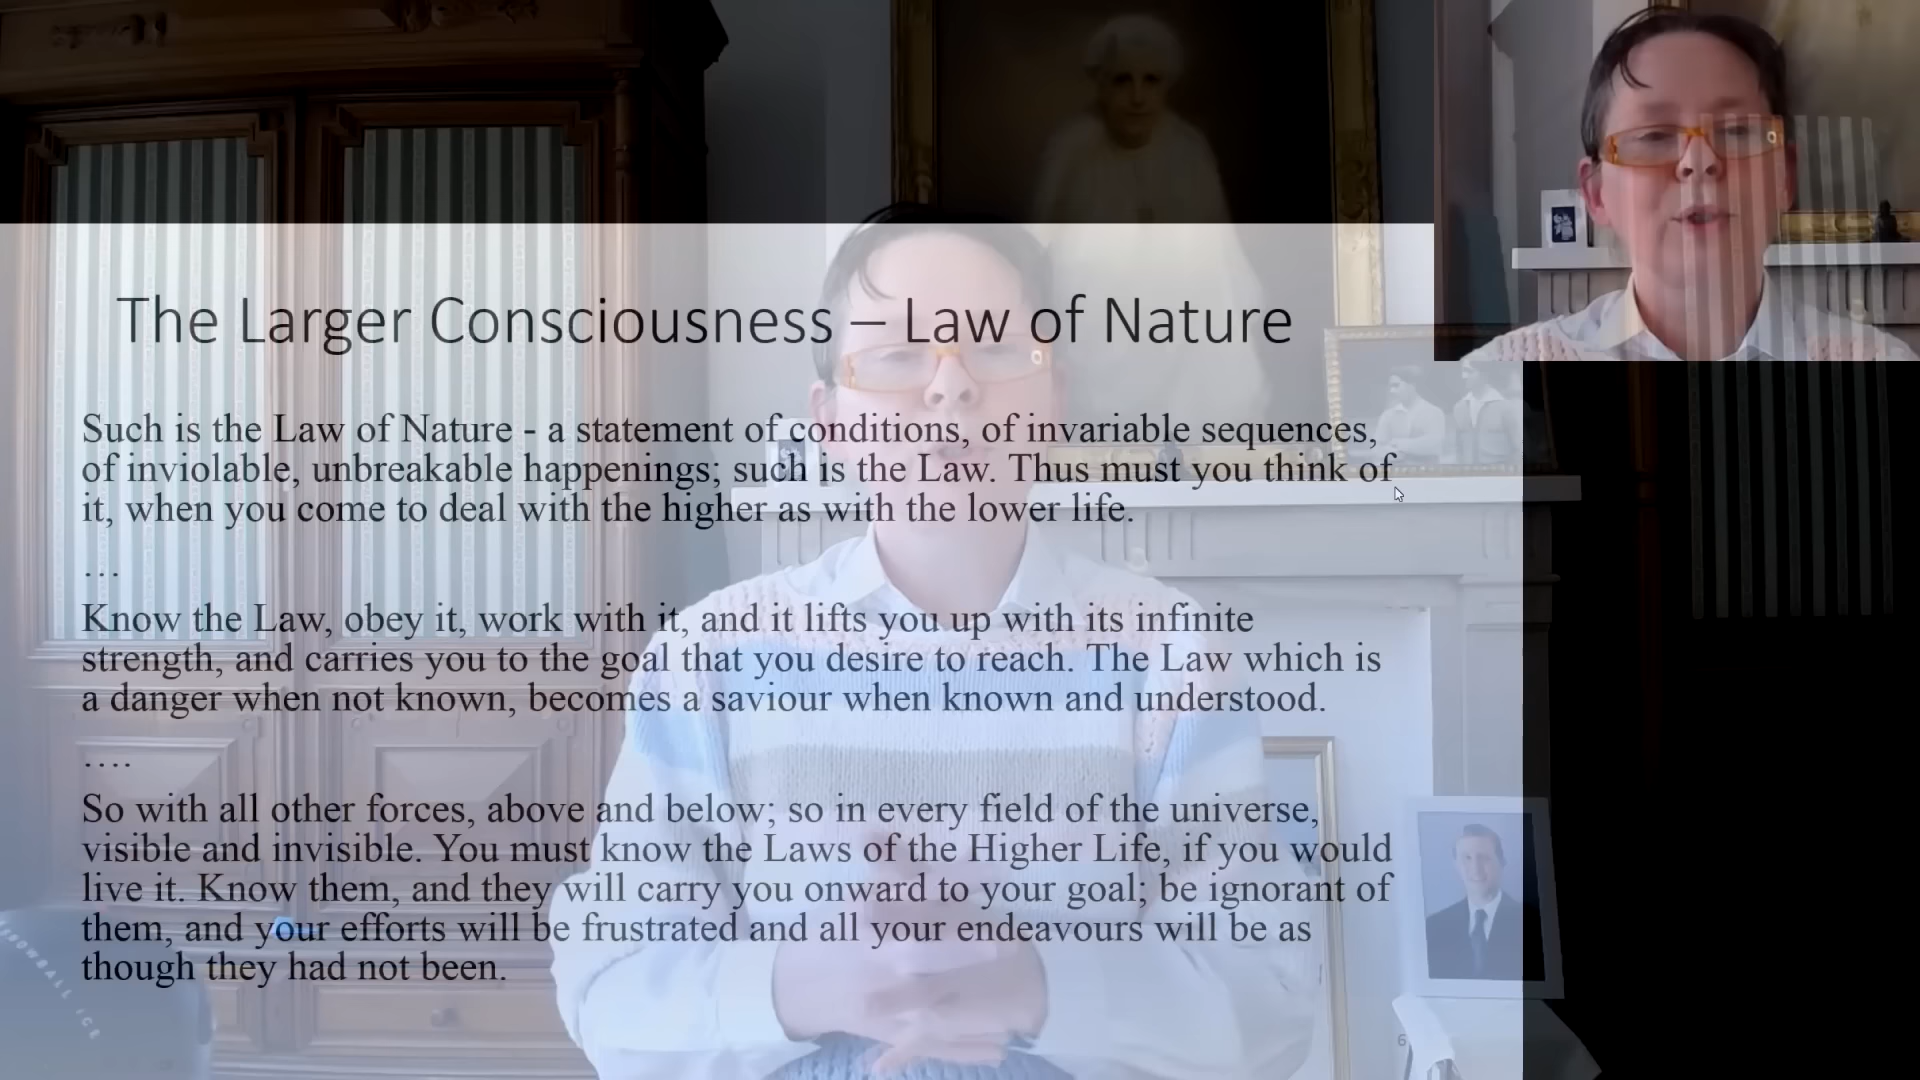 The Larger Consciousness – Law of Nature
Such is the Law of Nature - a statement of conditions, of invariable sequences,
of inviolable, unbreakable happenings; such is the Law. Thus must you think of
it, when you come to deal with the higher as with the lower life.
…
Know the Law, obey it, work with it, and it lifts you up with its infinite
strength, and carries you to the goal that you desire to reach. The Law which is
a danger when not known, becomes a saviour when known and understood.
….
So with all other forces, above and below; so in every field of the universe,
visible and invisible. You must know the Laws of the Higher Life, if you would
live it. Know them, and they will carry you onward to your goal; be ignorant of
them, and your efforts will be frustrated and all your endeavours will be as
though they had not been.
SNOWBALL ICE
6